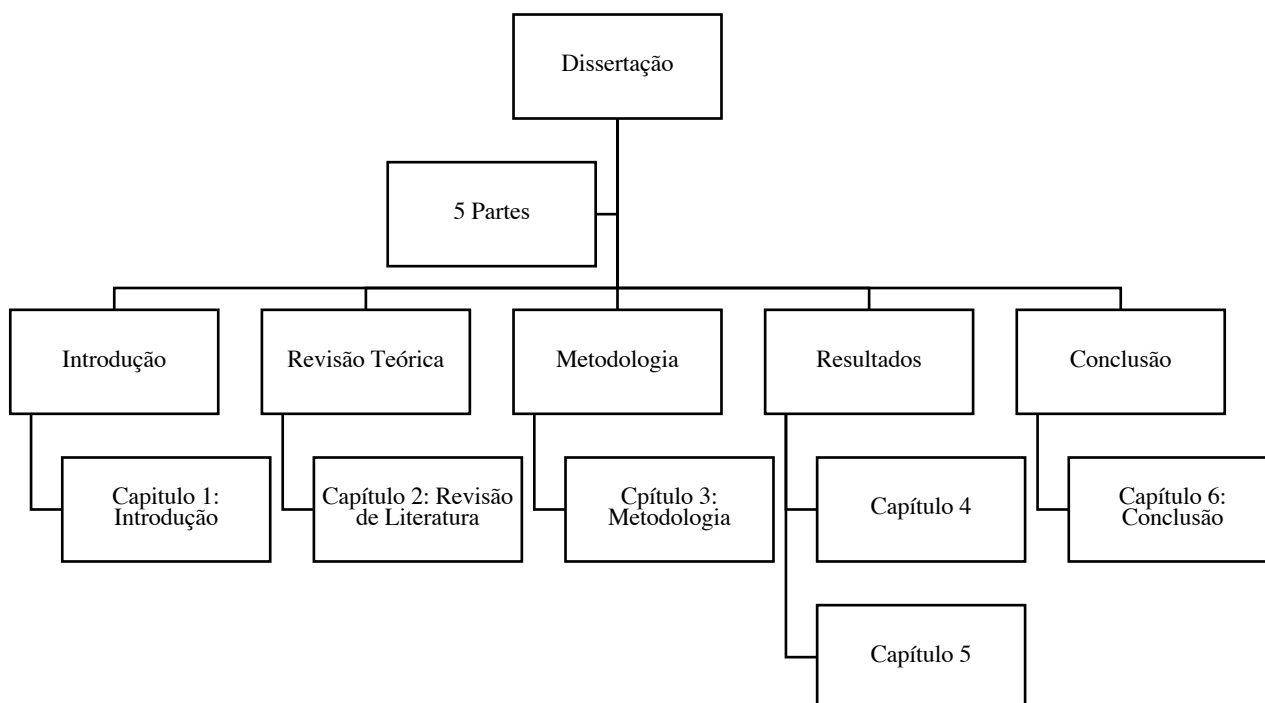 Dissertação
5 Partes
Introdução
Revisão Teórica
Metodologia
Resultados
Conclusão
Capitulo 1:
Introdução
Capítulo 2: Revisão
de Literatura
Cpítulo 3:
Metodologia
Capítulo 4
Capítulo 6:
Conclusão
Capítulo 5